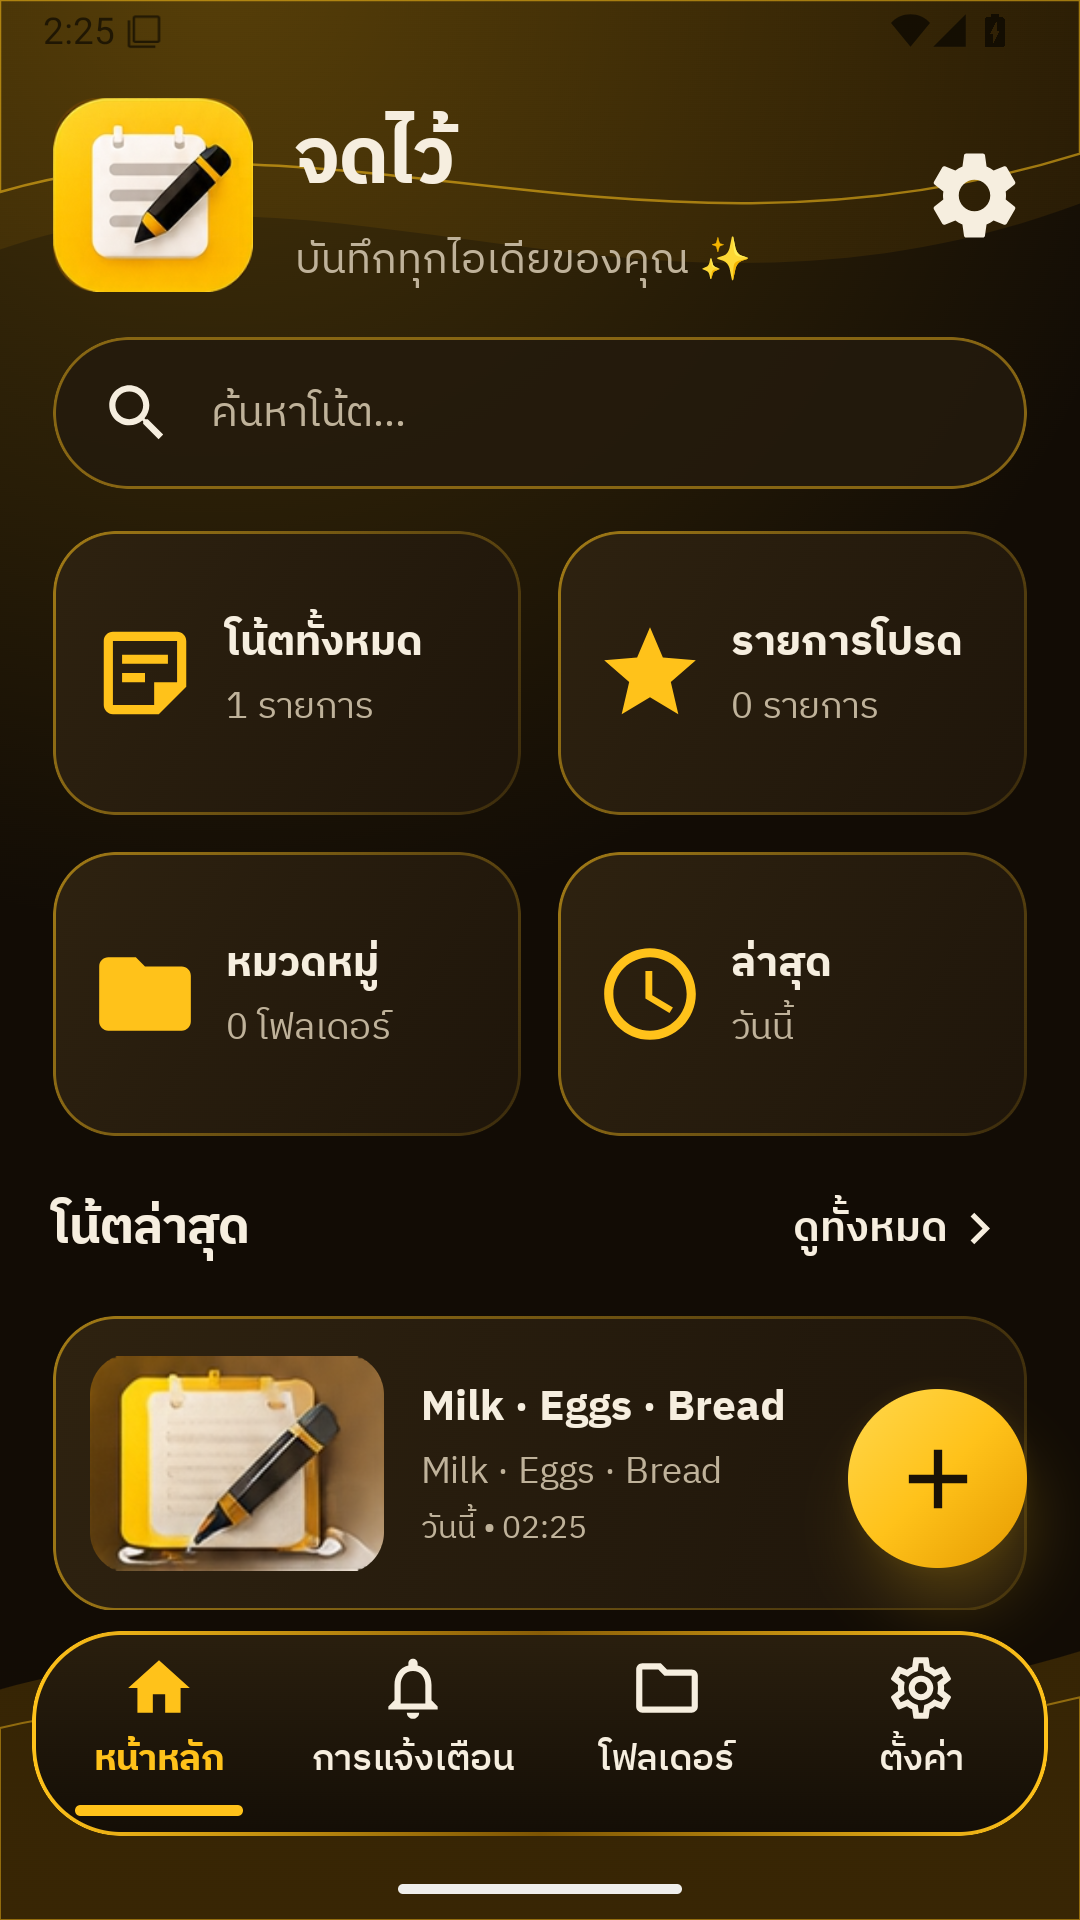 2:25
จดไว้
บันทึกทุกไอเดียของคุณ ✨
ค้นหาโน้ต...
โน้ตทั้งหมด
1 รายการ
รายการโปรด
0 รายการ
หมวดหมู่
0 โฟลเดอร์
ล่าสุด
วันนี้
โน้ตล่าสุด
ดูทั้งหมด
Milk · Eggs · Bread
Milk · Eggs · Bread
วันนี้ • 02:25
หน้าหลัก
การแจ้งเตือน
โฟลเดอร์
ตั้งค่า